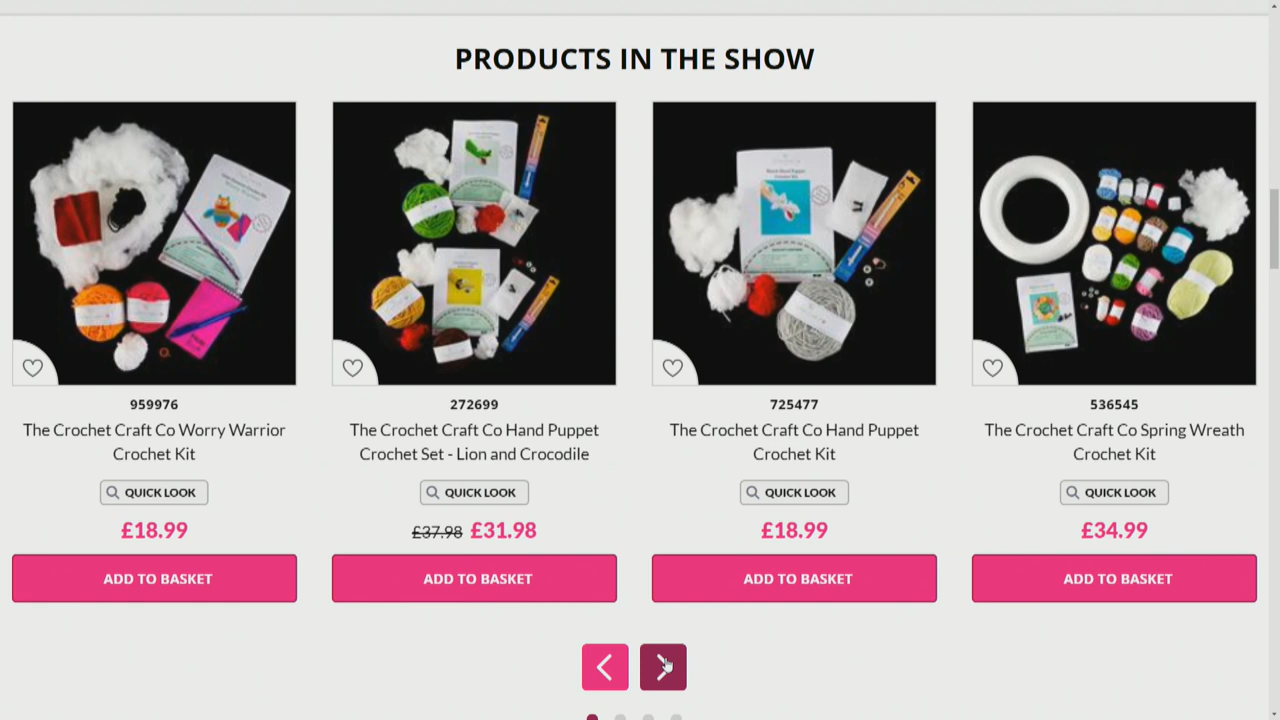 PRODUCTS IN THE SHOW
959976
The Crochet Craft Co Worry Warrior
Crochet Kit
QUICK LOOK
£18.99
ADD TO BASKET
272699
The Crochet Craft Co Hand Puppet
Crochet Set - Lion and Crocodile
QUICK LOOK
£37.98 £31.98
ADD TO BASKET
725477
The Crochet Craft Co Hand Puppet
Crochet Kit
QUICK LOOK
£18.99
ADD TO BASKET
536545
The Crochet Craft Co Spring Wreath
Crochet Kit
QUICK LOOK
£34.99
ADD TO BASKET